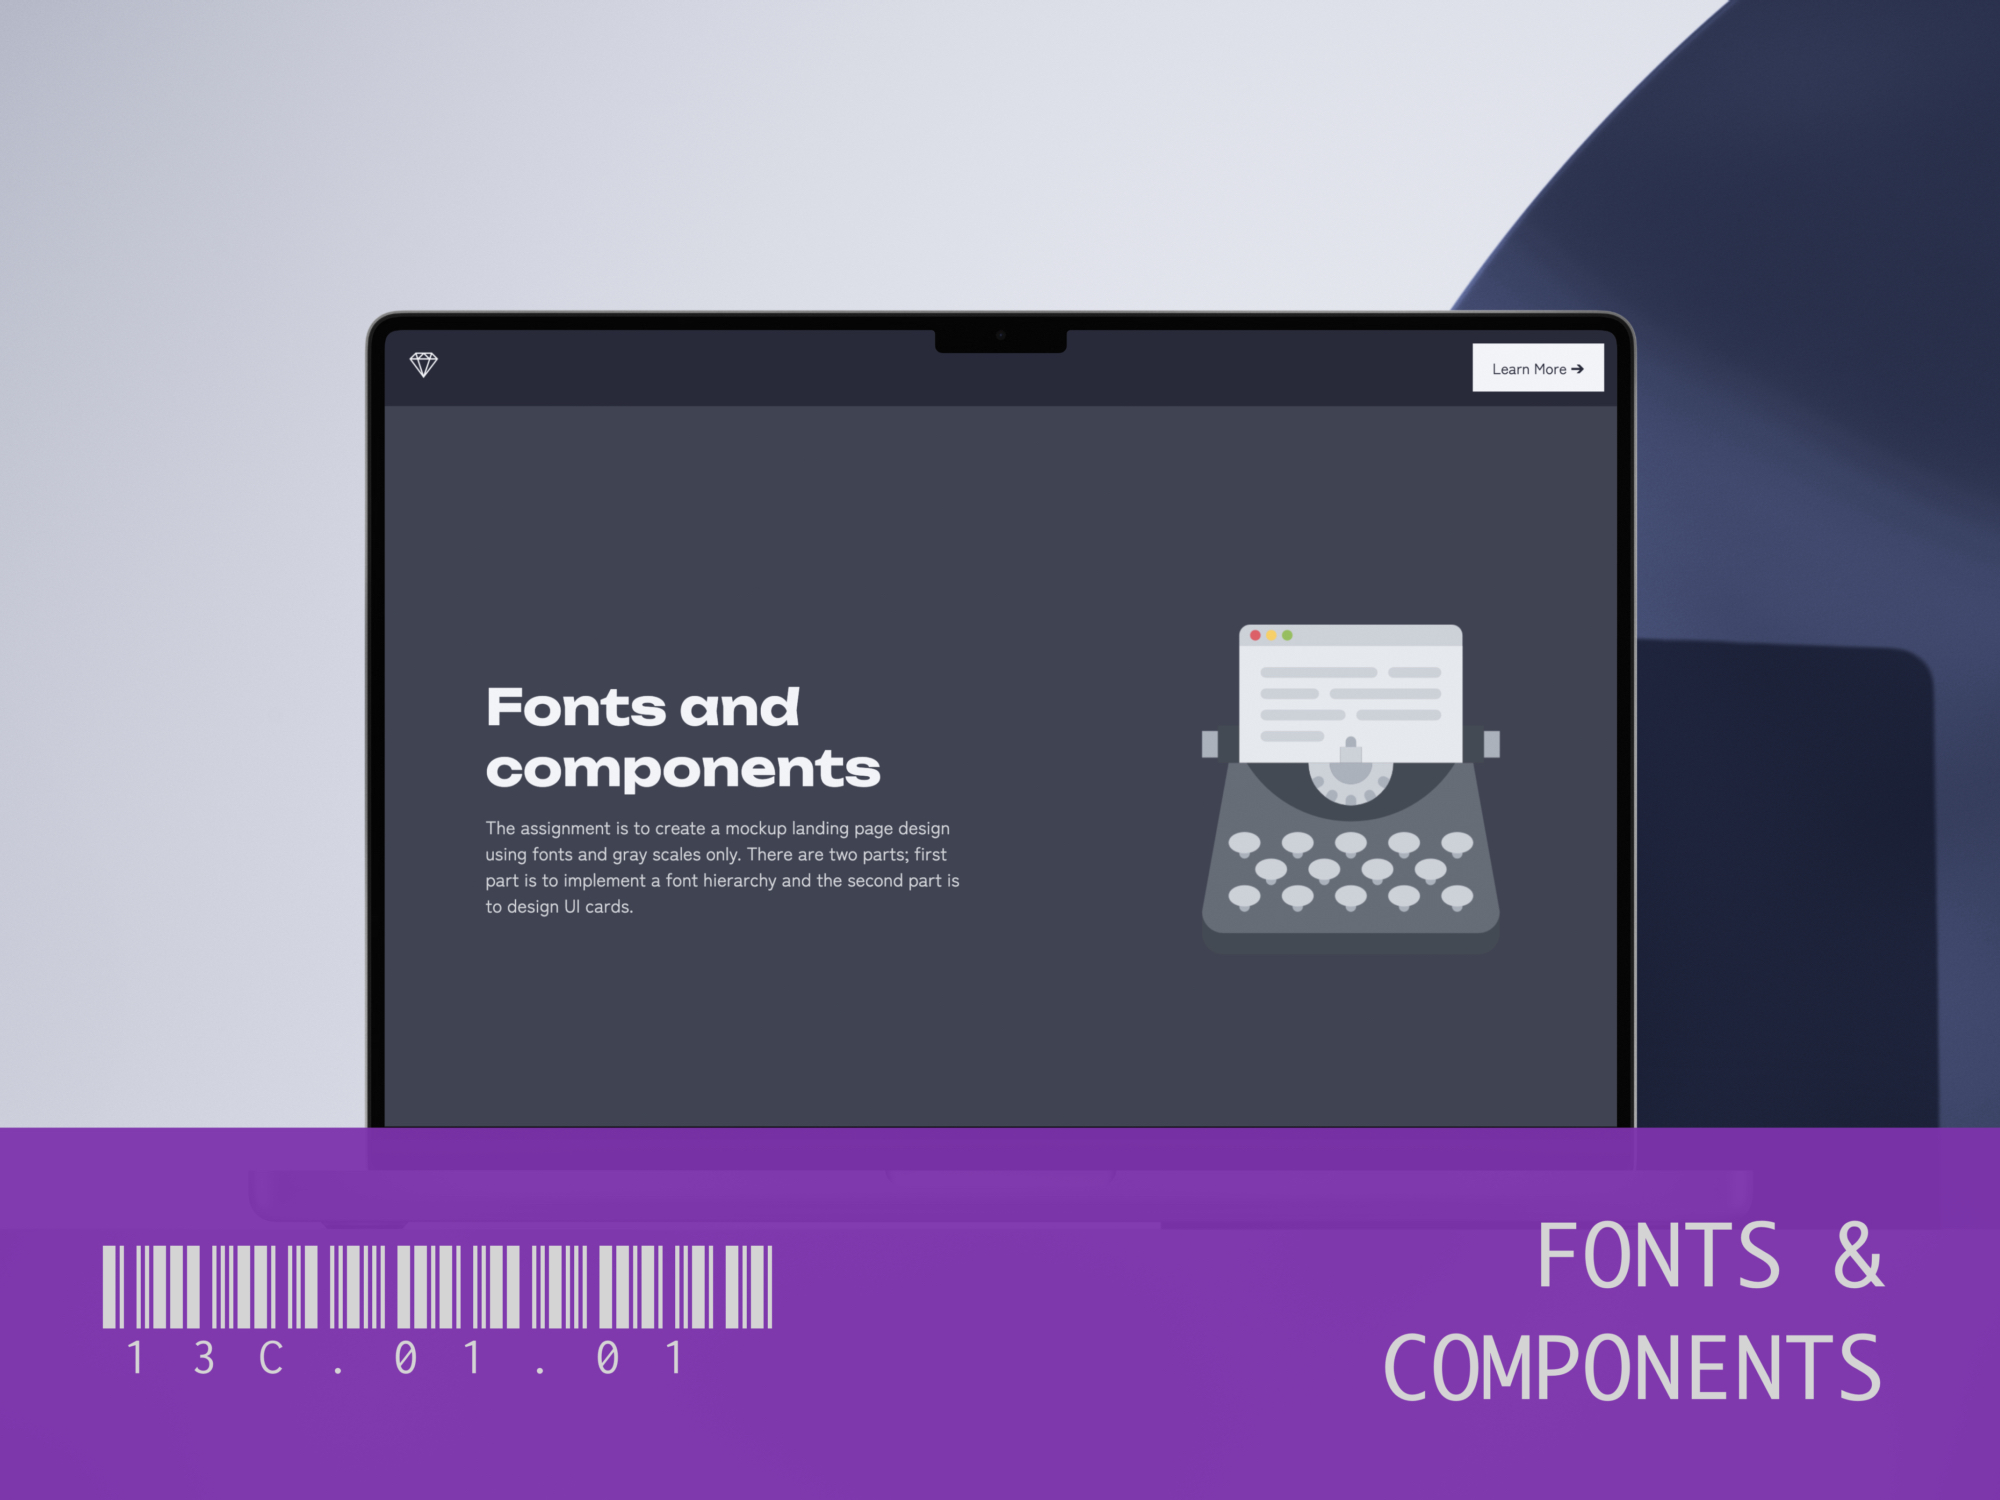 Learn More →
Fonts and
components
The assignment is to create a mockup landing page design
using fonts and gray scales only. There are two parts; first
part is to implement a font hierarchy and the second part is
to design UI cards.
13C.01.01
FONTS &
COMPONENTS